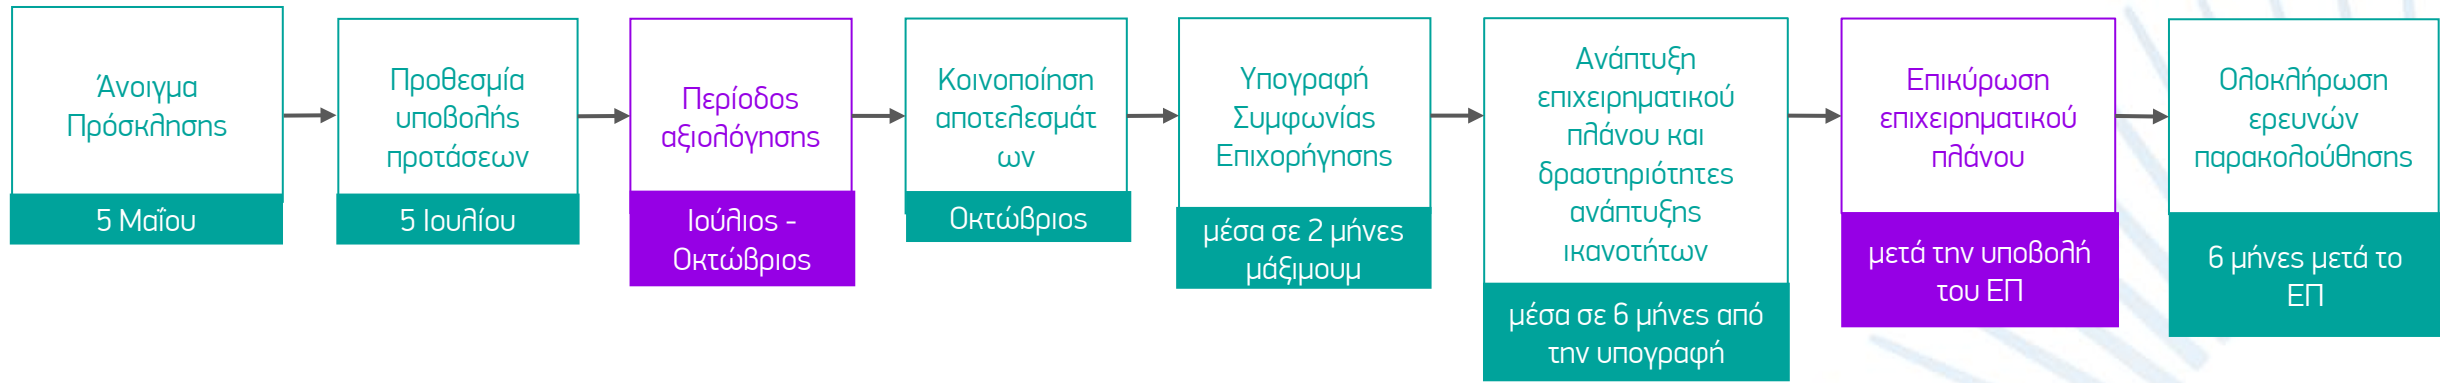 Άνοιγμα
Πρόσκλησης
5 Μαΐου
Προθεσμία
υποβολής
προτάσεων
5 Ιουλίου
Περίοδος
αξιολόγησης
Ιούλιος -
Οκτώβριος
Κοινοποίηση
αποτελεσμάτ
ων
Οκτώβριος
Υπογραφή
Συμφωνίας
Επιχορήγησης
μέσα σε 2 μήνες
μάξιμουμ
Ανάπτυξη
επιχειρηματικού
πλάνου και
δραστηριότητες
ανάπτυξης
ικανοτήτων
μέσα σε 6 μήνες από
την υπογραφή
Επικύρωση
επιχειρηματικού
πλάνου
μετά την υποβολή
του ΕΠ
Ολοκλήρωση
ερευνών
παρακολούθησης
6 μήνες μετά το
ΕΠ